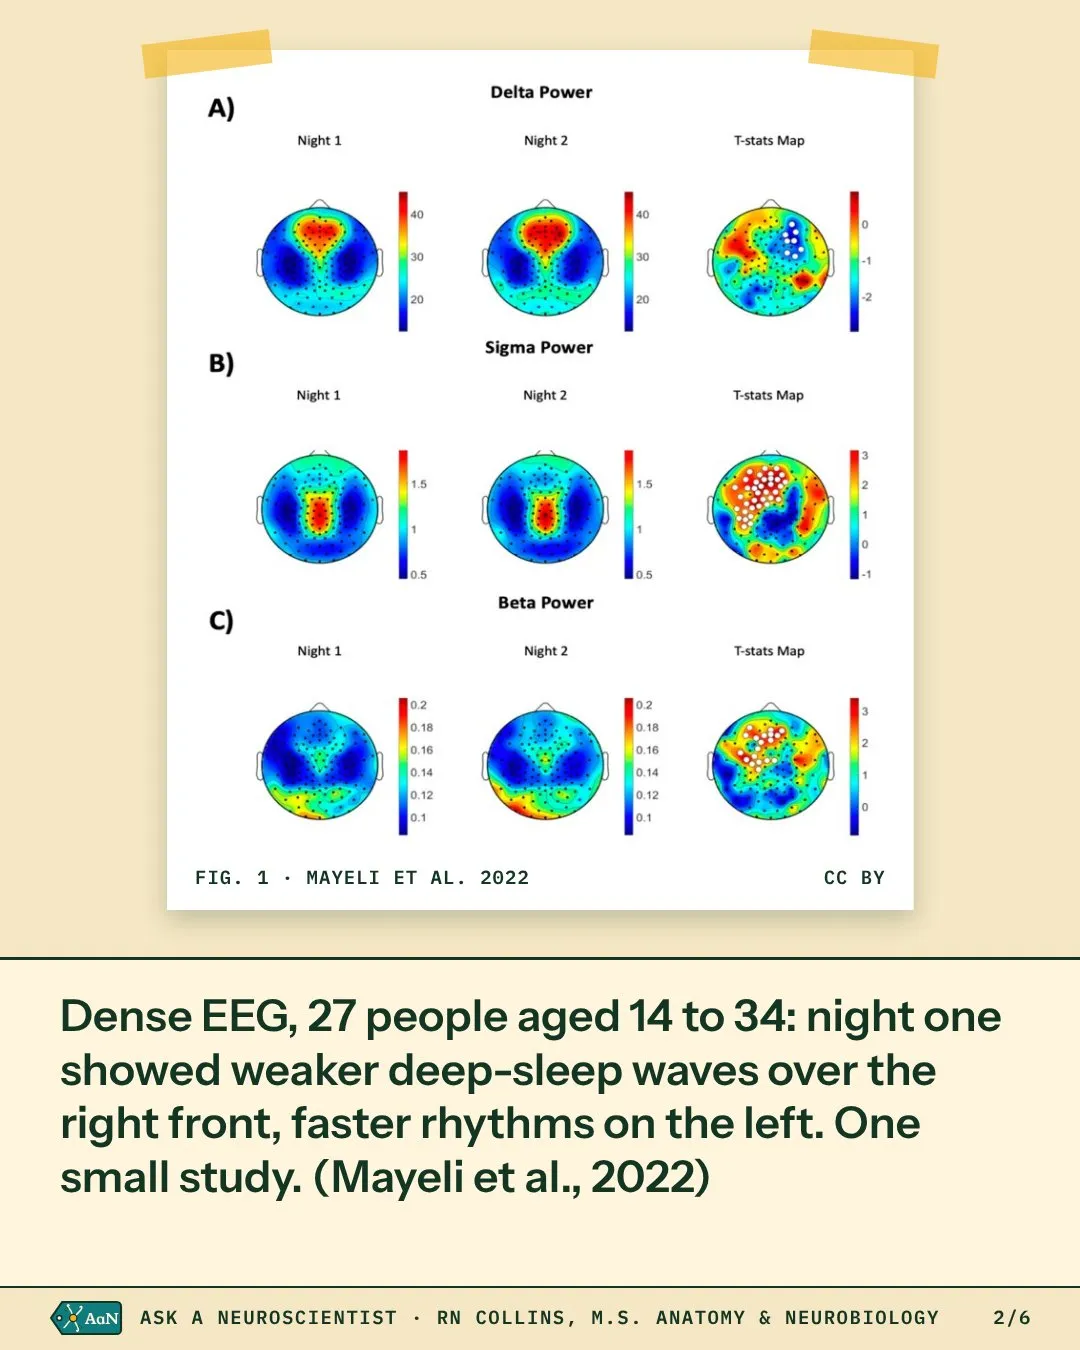 A)
Delta Power
Night 1
Night 2
T-stats Map
40
30
20
40
30
20
0
-1
-2
B)
Sigma Power
Night 1
Night 2
T-stats Map
1.5
1
0.5
1.5
1
0.5
3
2
1
0
-1
C)
Beta Power
Night 1
Night 2
T-stats Map
0.2
0.18
0.16
0.14
0.12
0.1
0.2
0.18
0.16
0.14
0.12
0.1
3
2
1
0
FIG. 1 · MAYELI ET AL. 2022
CC BY
Dense EEG, 27 people aged 14 to 34: night one
showed weaker deep-sleep waves over the
right front, faster rhythms on the left. One
small study. (Mayeli et al., 2022)
AaN
ASK A NEUROSCIENTIST · RN COLLINS, M.S. ANATOMY & NEUROBIOLOGY
2/6